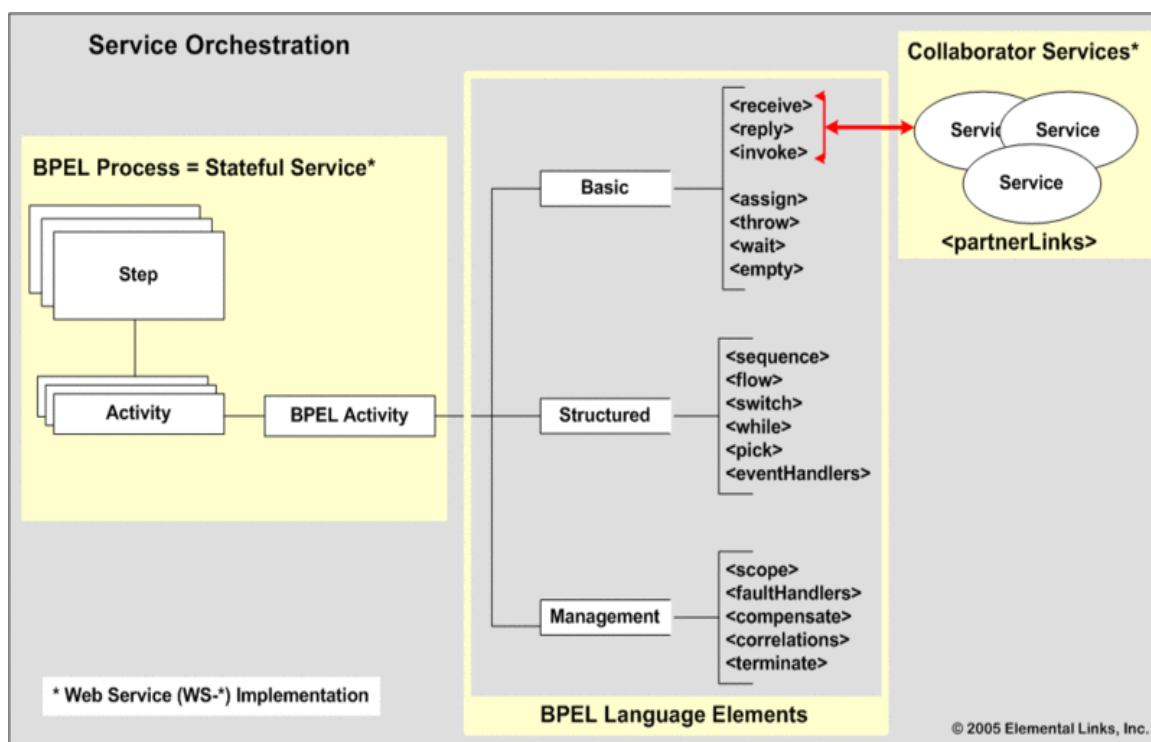 Service Orchestration
BPEL Process = Stateful Service*
Step
Activity
BPEL Activity
Basic
<receive>
<reply>
<invoke>
<assign>
<throw>
<wait>
<empty>
Structured
<sequence>
<flow>
<switch>
<while>
<pick>
<eventHandlers>
Management
<scope>
<faultHandlers>
<compensate>
<correlations>
<terminate>
BPEL Language Elements
Collaborator Services*
Servic
Service
Service
<partnerLinks>
* Web Service (WS-*) Implementation
© 2005 Elemental Links, Inc.